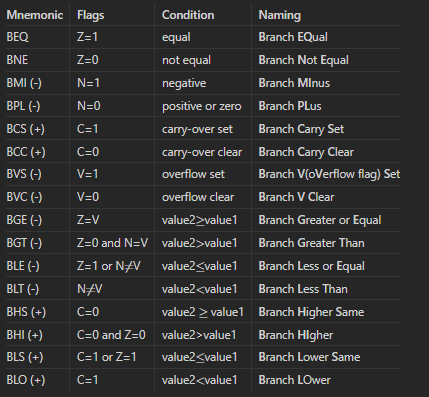 Mnemonic Flags Condition Naming
BEQ Z=1 equal Branch EQual
BNE Z=0 not equal Branch Not Equal
BMI (-) N=1 negative Branch MInus
BPL (-) N=0 positive or zero Branch PLus
BCS (+) C=1 carry-over set Branch Carry Set
BCC (+) C=0 carry-over clear Branch Carry Clear
BVS (-) V=1 overflow set Branch V(oVerflow flag) Set
BVC (-) V=0 overflow clear Branch V Clear
BGE (-) Z=V value2≥value1 Branch Greater or Equal
BGT (-) Z=0 and N=V value2>value1 Branch Greater Than
BLE (-) Z=1 or N≠V value2≤value1 Branch Less or Equal
BLT (-) N≠V value2<value1 Branch Less Than
BHS (+) C=0 value2 ≥ value1 Branch Higher Same
BHI (+) C=0 and Z=0 value2>value1 Branch HIgher
BLS (+) C=1 or Z=1 value2≤value1 Branch Lower Same
BLO (+) C=1 value2<value1 Branch LOwer